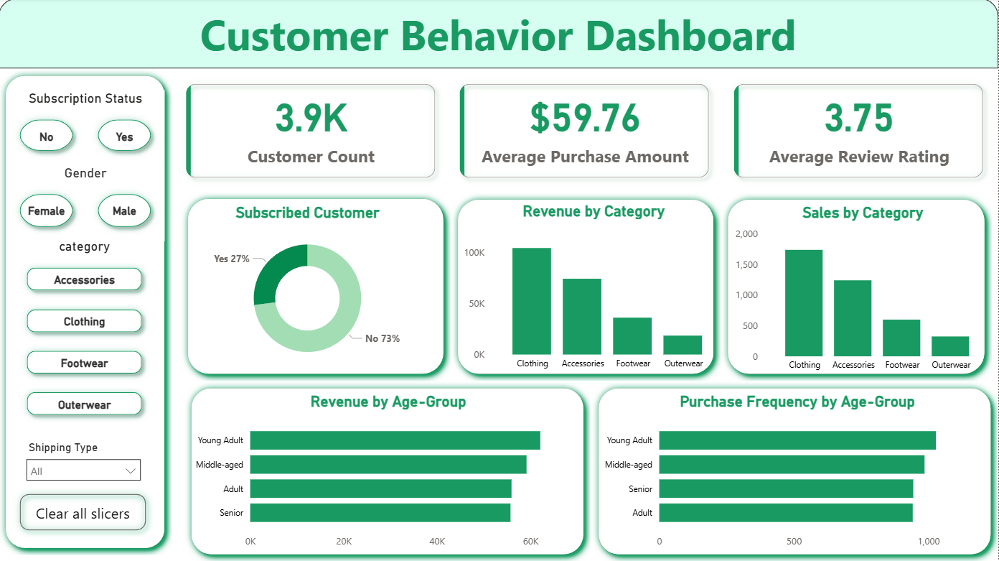 Customer Behavior Dashboard
Subscription Status
No
Yes
Gender
Female
Male
category
Accessories
Clothing
Footwear
Outerwear
Shipping Type
All
Clear all slicers
3.9K
Customer Count
$59.76
Average Purchase Amount
3.75
Average Review Rating
Subscribed Customer
Yes 27%
No 73%
Revenue by Category
100K
50K
0K
Clothing
Accessories
Footwear
Outerwear
Sales by Category
2,000
1,500
1,000
500
0
Clothing
Accessories
Footwear
Outerwear
Revenue by Age-Group
Young Adult
Middle-aged
Adult
Senior
0K
20K
40K
60K
Purchase Frequency by Age-Group
Young Adult
Middle-aged
Senior
Adult
0
500
1,000